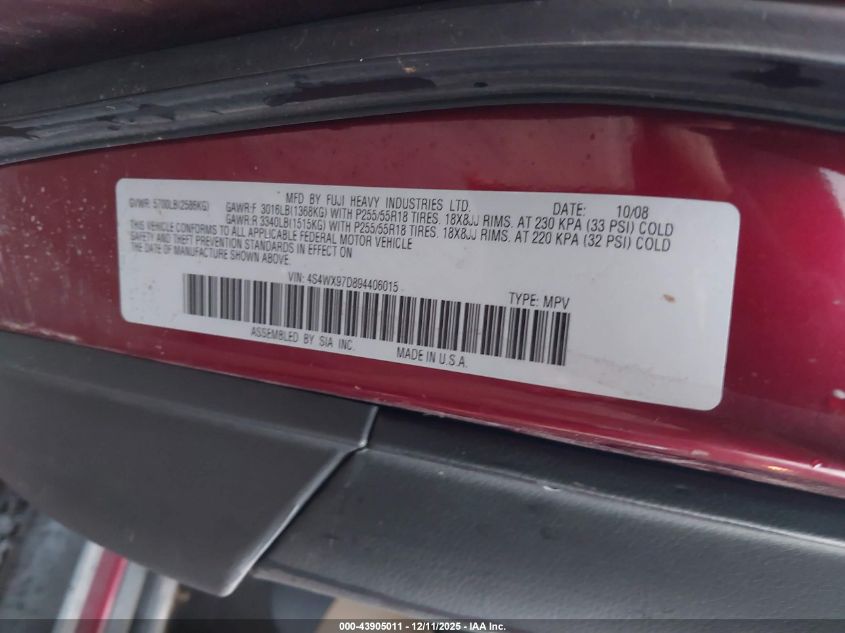 MFD BY FUJI HEAVY INDUSTRIES LTD. DATE: 10/08
GVWR: 5700LB(2586KG) GAWR:F 3016LB(1368KG) WITH P255/55R18 TIRES. 18X8JJ RIMS. AT 230 KPA (33 PSI) COLD
GAWR:R 3340LB(1515KG) WITH P255/55R18 TIRES. 18X8JJ RIMS. AT 220 KPA (32 PSI) COLD
THIS VEHICLE CONFORMS TO ALL APPLICABLE FEDERAL MOTOR VEHICLE
SAFETY AND THEFT PREVENTION STANDARDS IN EFFECT ON
THE DATE OF MANUFACTURE SHOWN ABOVE.
VIN: 4S4WX97D894406015 TYPE: MPV
ASSEMBLED BY SIA INC. MADE IN U.S.A.
000-43905011 - 12/11/2025 - IAA Inc.